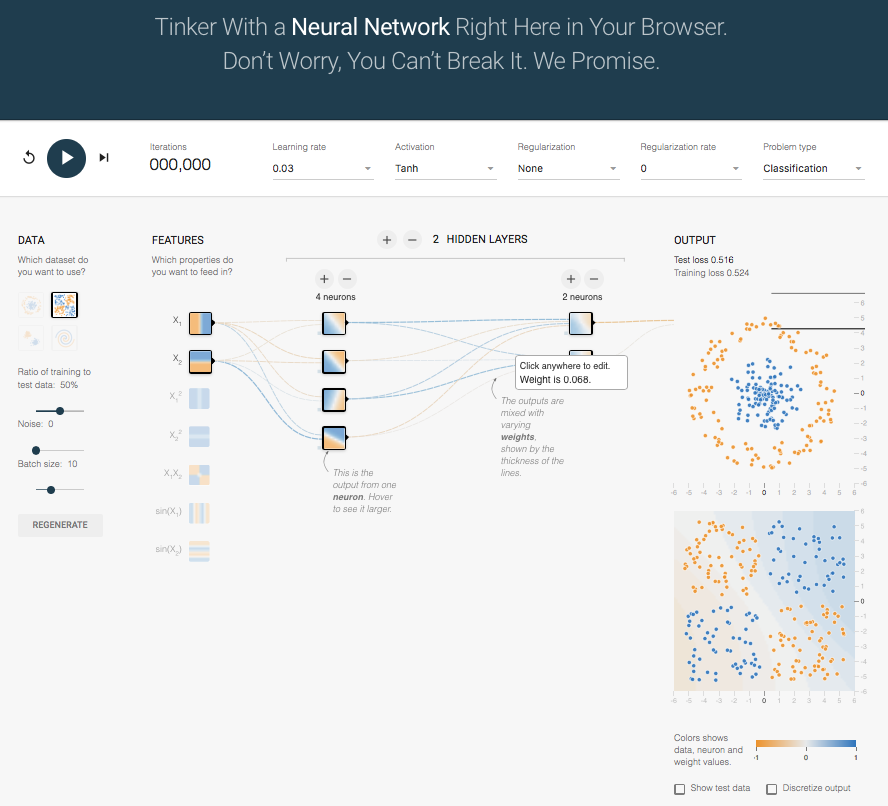 Tinker With a Neural Network Right Here in Your Browser.
Don't Worry, You Can't Break It. We Promise.
Iterations
000,000
Learning rate
0.03
Activation
Tanh
Regularization
None
Regularization rate
0
Problem type
Classification
DATA
Which dataset do
you want to use?
Ratio of training to
test data: 50%
Noise: 0
Batch size: 10
REGENERATE
FEATURES
Which properties do
you want to feed in?
X₁
X₂
X₁²
X₂²
X₁X₂
sin(X₁)
sin(X₂)
+ − 2 HIDDEN LAYERS
+ −
4 neurons
+ −
2 neurons
Click anywhere to edit.
Weight is 0.068.
The outputs are
mixed with
varying
weights,
shown by the
thickness of the
lines.
This is the
output from one
neuron. Hover
to see it larger.
OUTPUT
Test loss 0.516
Training loss 0.524
6
5
4
3
2
1
0
-1
-2
-3
-4
-5
-6
-6 -5 -4 -3 -2 -1 0 1 2 3 4 5 6
6
5
4
3
2
1
0
-1
-2
-3
-4
-5
-6
-6 -5 -4 -3 -2 -1 0 1 2 3 4 5 6
Colors shows
data, neuron and
weight values.
-1 0 1
Show test data
Discretize output